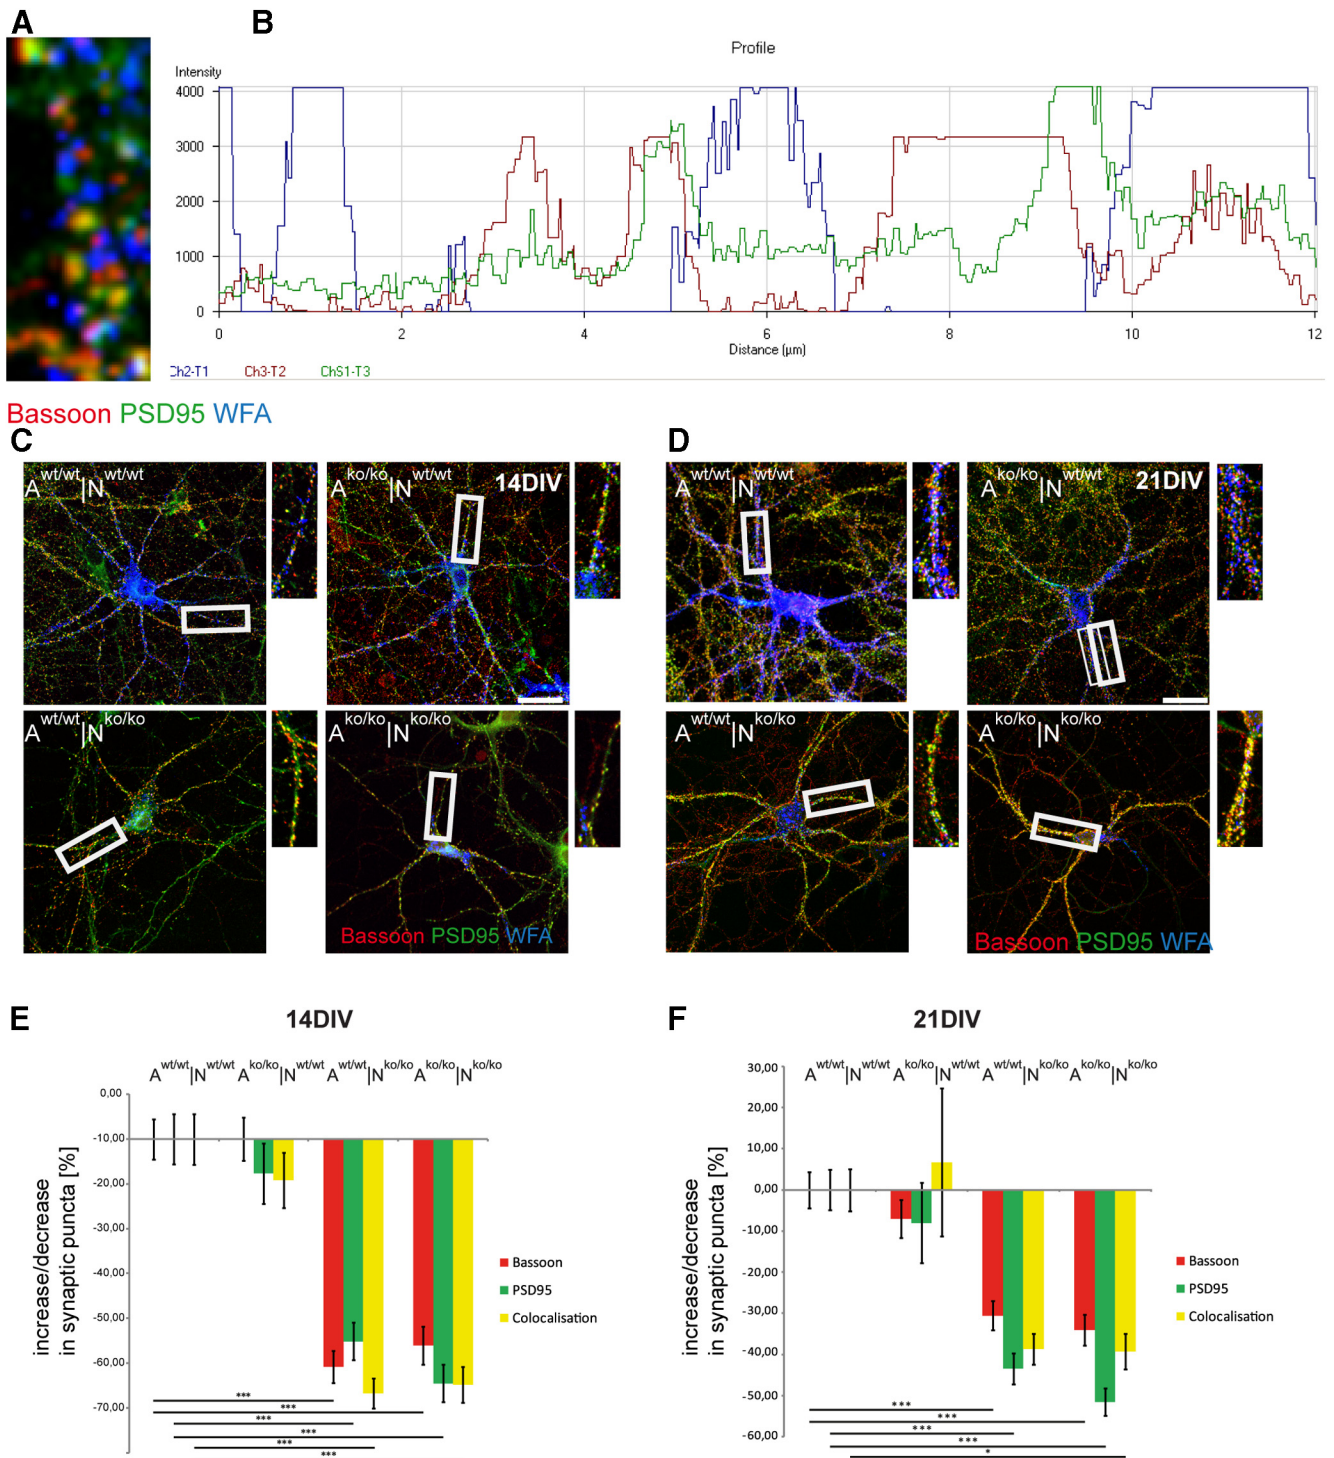 A
B
Profile
Intensity
4000
3000
2000
1000
0
0 2 4 6 8 10 12
Distance (µm)
Ch2-T1 Ch3-T2 ChS1-T3
Bassoon PSD95 WFA
C
D
A wt/wt |N wt/wt
A ko/ko |N wt/wt
14DIV
A wt/wt |N wt/wt
A ko/ko |N wt/wt
21DIV
A wt/wt |N ko/ko
A ko/ko |N ko/ko
A wt/wt |N ko/ko
A ko/ko |N ko/ko
Bassoon PSD95 WFA
Bassoon PSD95 WFA
E
14DIV
A wt/wt |N wt/wt A ko/ko |N wt/wt A wt/wt |N ko/ko A ko/ko |N ko/ko
0,00
-10,00
-20,00
-30,00
-40,00
-50,00
-60,00
-70,00
increase/decrease
in synaptic puncta [%]
Bassoon
PSD95
Colocalisation
***
***
***
***
***
***
F
21DIV
A wt/wt |N wt/wt A ko/ko |N wt/wt A wt/wt |N ko/ko A ko/ko |N ko/ko
30,00
20,00
10,00
0,00
-10,00
-20,00
-30,00
-40,00
-50,00
-60,00
increase/decrease
in synaptic puncta [%]
Bassoon
PSD95
Colocalisation
***
***
***
***
*